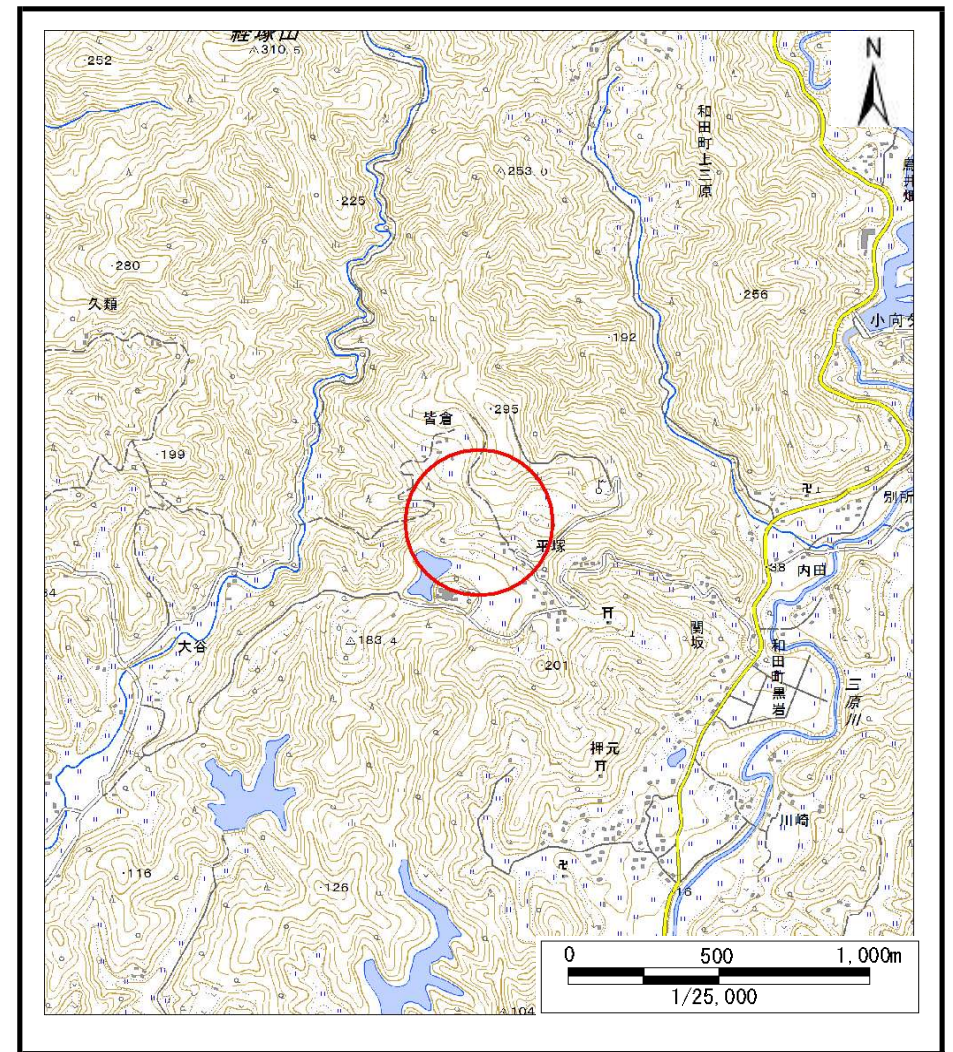 経塚山
310.5
252
N
和田町上三原
253.0
225
280
256
久類
小向
192
295
皆倉
199
別所
平塚
38
内田
183.4
関坂
大谷
201
和田町黒岩
三原川
押元
川崎
116
126
16
104
0 500 1,000m
1/25,000